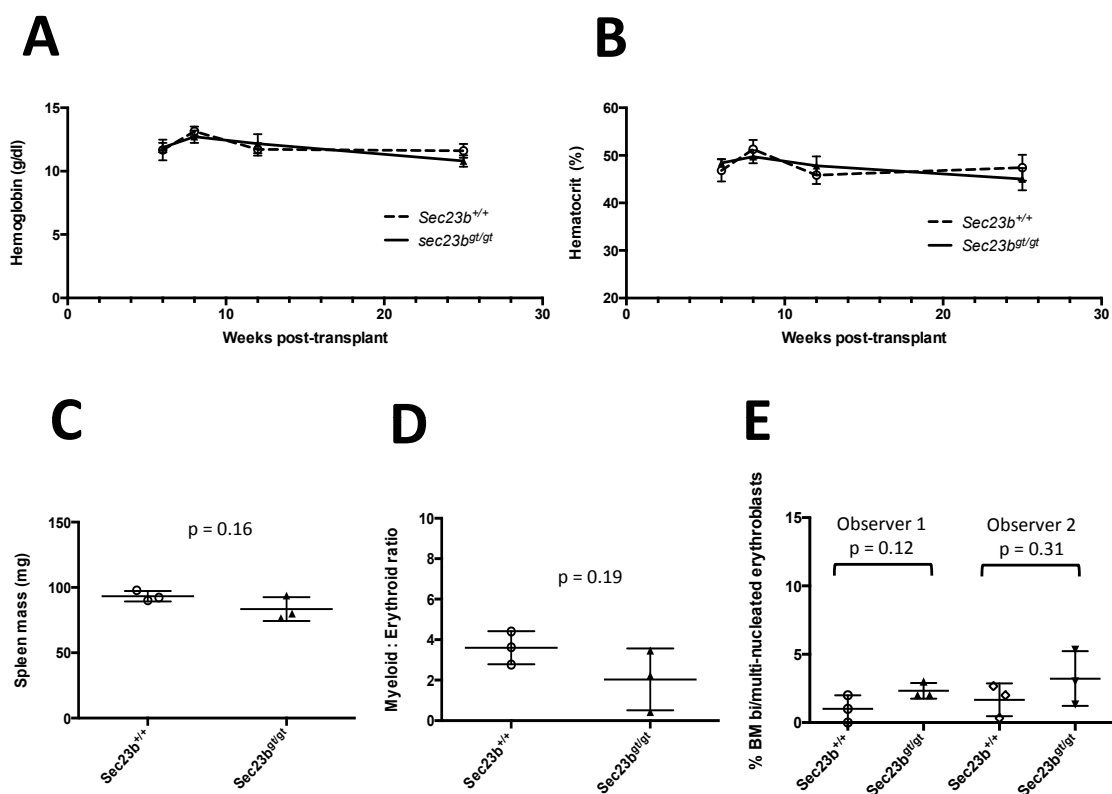 A
Hemoglobin (g/dl)
15
10
5
0
0
10
20
30
Weeks post-transplant
Sec23b+/+
sec23bgt/gt
B
Hematocrit (%)
60
50
40
30
20
0
10
20
30
Weeks post-transplant
Sec23b+/+
Sec23bgt/gt
C
Spleen mass (mg)
150
100
50
0
p = 0.16
Sec23b+/+
Sec23bgt/gt
D
Myeloid : Erythroid ratio
10
8
6
4
2
0
p = 0.19
Sec23b+/+
Sec23bgt/gt
E
% BM bi/multi-nucleated erythroblasts
15
10
5
0
Observer 1
p = 0.12
Observer 2
p = 0.31
Sec23b+/+
Sec23bgt/gt
Sec23b+/+
Sec23bgt/gt